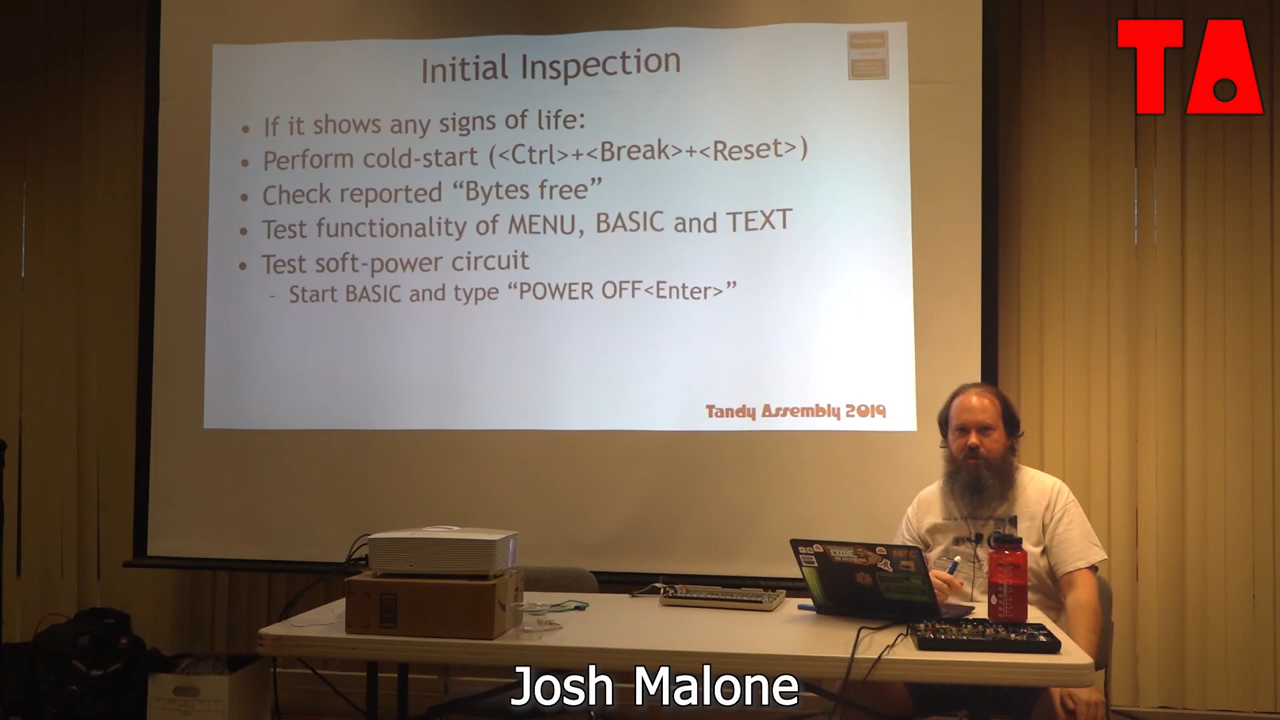 TA
Initial Inspection
• If it shows any signs of life:
• Perform cold-start (<Ctrl>+<Break>+<Reset>)
• Check reported “Bytes free”
• Test functionality of MENU, BASIC and TEXT
• Test soft-power circuit
– Start BASIC and type “POWER OFF<Enter>”
Tandy Assembly 2019
CODE
Josh Malone